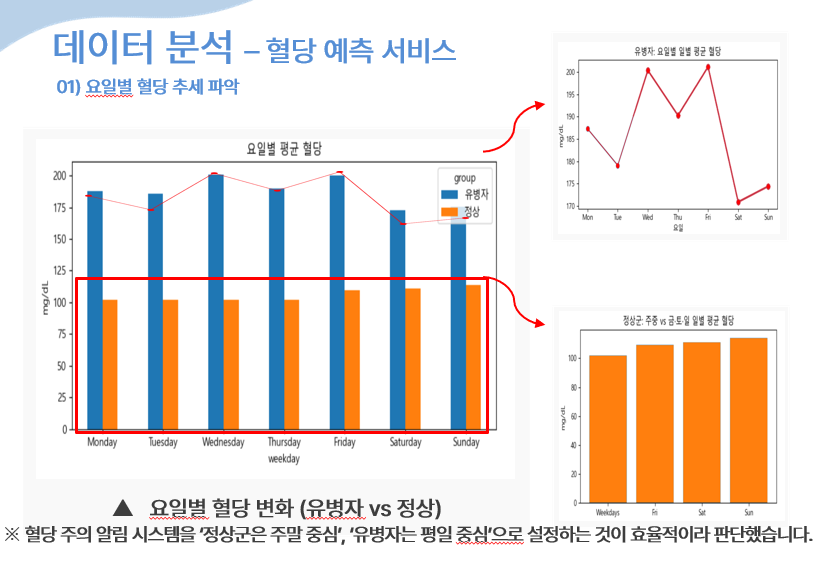 데이터 분석 – 혈당 예측 서비스
01) 요일별 혈당 추세 파악
요일별 평균 혈당
group
유병자
정상
200
175
150
125
100
75
50
25
0
mg/dL
Monday Tuesday Wednesday Thursday Friday Saturday Sunday
weekday
▲ 요일별 혈당 변화 (유병자 vs 정상)
유병자: 요일별 일별 평균 혈당
200
195
190
185
180
175
170
mg/dL
Mon Tue Wed Thu Fri Sat Sun
요일
정상군: 주중 vs 금·토·일 일별 평균 혈당
100
80
60
40
20
0
mg/dL
Weekdays Fri Sat Sun
※ 혈당 주의 알림 시스템을 ‘정상군은 주말 중심’, ‘유병자는 평일 중심’으로 설정하는 것이 효율적이라 판단했습니다.